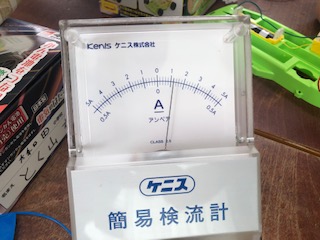 Kenis ケニス株式会社
5A 4 3 2 1 0 1 2 3 4 5A
0.5A 0 0.5A
A
アンペア
CLASS 2.5
ケニス
簡易検流計